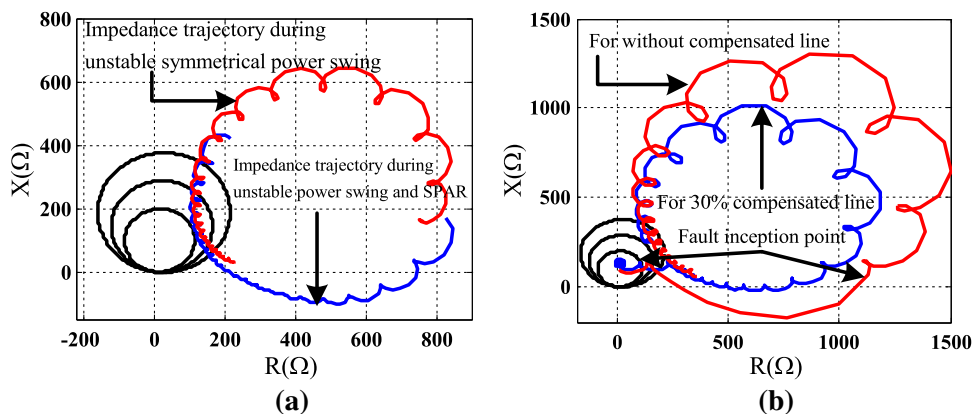 Impedance trajectory during
unstable symmetrical power swing
Impedance trajectory during
unstable power swing and SPAR
X(Ω)
600
400
200
0
-200 0 200 400 600 800
R(Ω)
(a)
For without compensated line
For 30% compensated line
Fault inception point
X(Ω)
1500
1000
500
0
0 500 1000 1500
R(Ω)
(b)